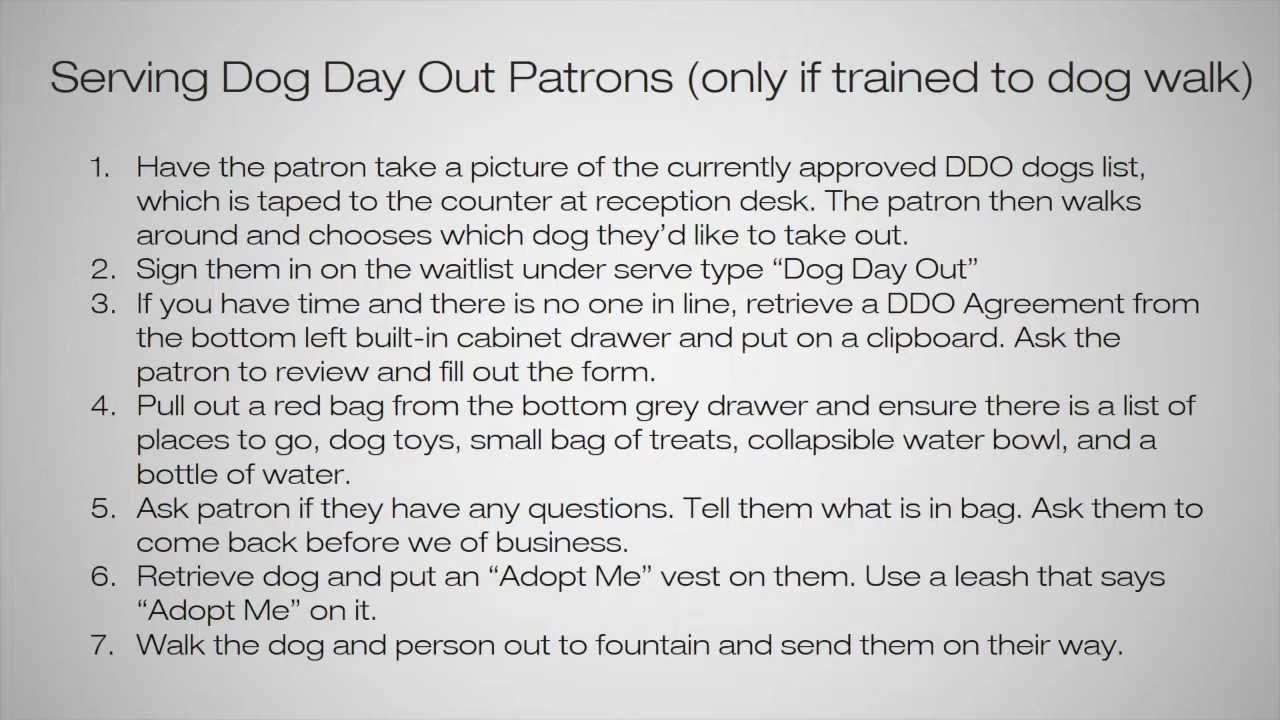 Serving Dog Day Out Patrons (only if trained to dog walk)
1. Have the patron take a picture of the currently approved DDO dogs list,
which is taped to the counter at reception desk. The patron then walks
around and chooses which dog they’d like to take out.
2. Sign them in on the waitlist under serve type “Dog Day Out”
3. If you have time and there is no one in line, retrieve a DDO Agreement from
the bottom left built-in cabinet drawer and put on a clipboard. Ask the
patron to review and fill out the form.
4. Pull out a red bag from the bottom grey drawer and ensure there is a list of
places to go, dog toys, small bag of treats, collapsible water bowl, and a
bottle of water.
5. Ask patron if they have any questions. Tell them what is in bag. Ask them to
come back before we of business.
6. Retrieve dog and put an “Adopt Me” vest on them. Use a leash that says
“Adopt Me” on it.
7. Walk the dog and person out to fountain and send them on their way.